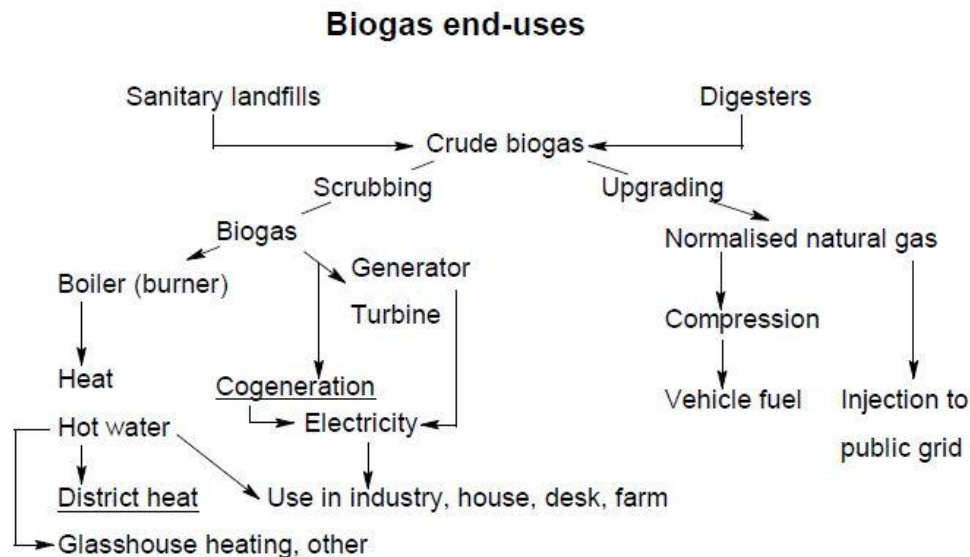 Biogas end-uses
Sanitary landfills
Digesters
Crude biogas
Scrubbing
Upgrading
Biogas
Normalised natural gas
Generator
Boiler (burner)
Turbine
Compression
Heat
Cogeneration
Vehicle fuel
Injection to
Hot water
Electricity
public grid
District heat
Use in industry, house, desk, farm
Glasshouse heating, other